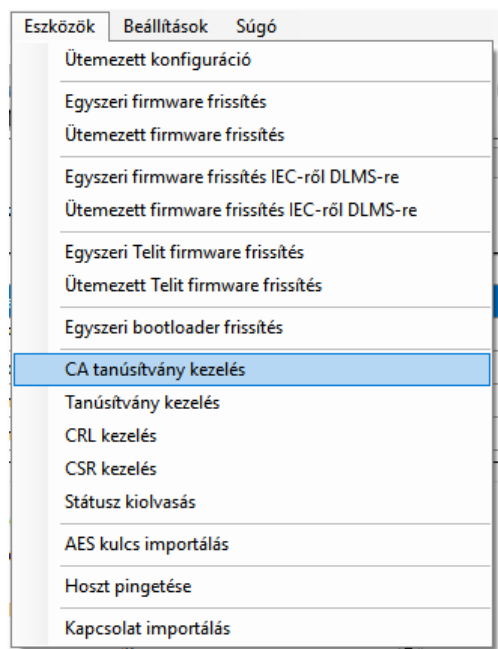 Eszközök Beállítások Súgó
Ütemezett konfiguráció
Egyszeri firmware frissítés
Ütemezett firmware frissítés
Egyszeri firmware frissítés IEC-ről DLMS-re
Ütemezett firmware frissítés IEC-ről DLMS-re
Egyszeri Telit firmware frissítés
Ütemezett Telit firmware frissítés
Egyszeri bootloader frissítés
CA tanúsítvány kezelés
Tanúsítvány kezelés
CRL kezelés
CSR kezelés
Státusz kiolvasás
AES kulcs importálás
Hoszt pingetése
Kapcsolat importálás